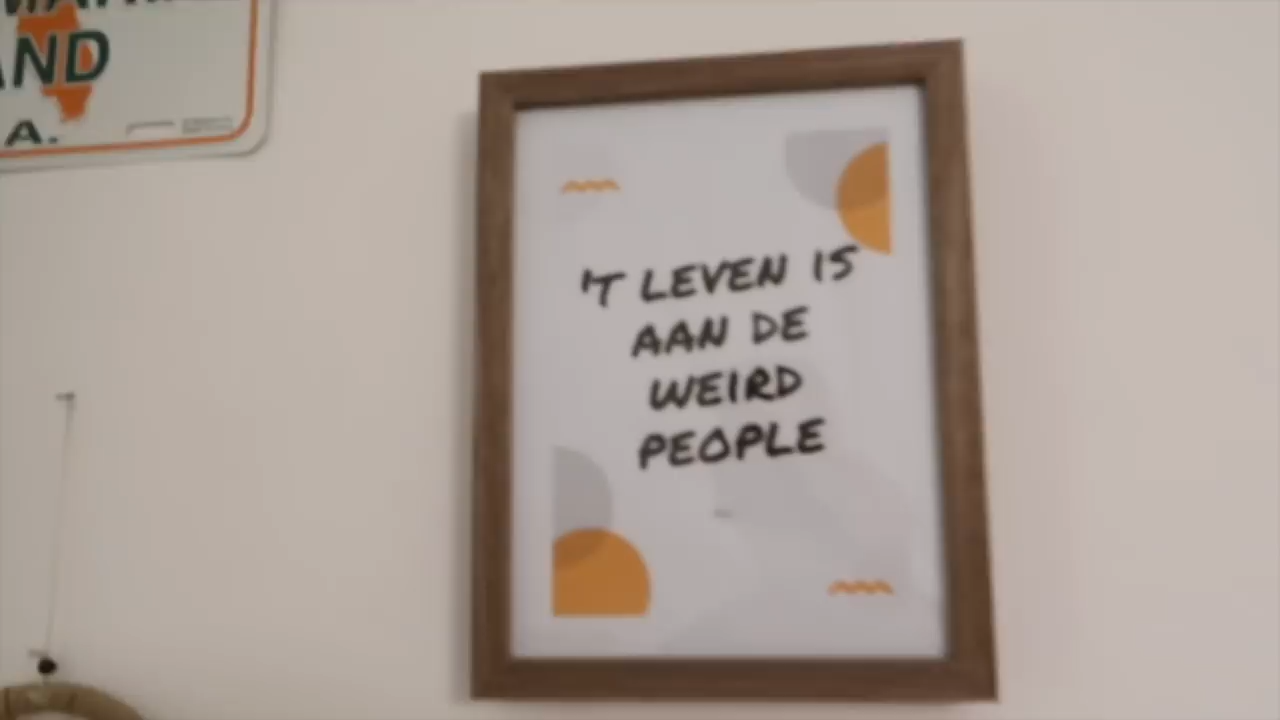 AND
A.
'T LEVEN IS
AAN DE
WEIRD
PEOPLE